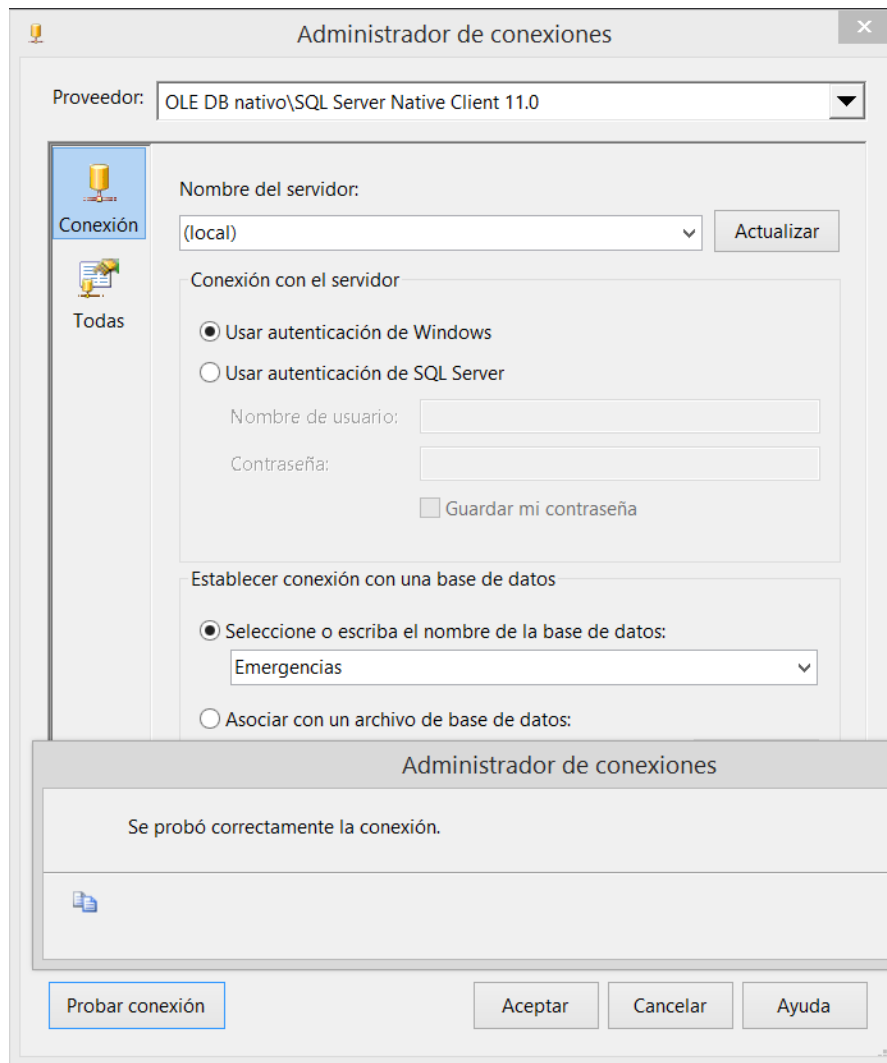 Administrador de conexiones
Proveedor: OLE DB nativo\SQL Server Native Client 11.0
Conexión
Todas
Nombre del servidor:
(local) Actualizar
Conexión con el servidor
Usar autenticación de Windows
Usar autenticación de SQL Server
Nombre de usuario:
Contraseña:
Guardar mi contraseña
Establecer conexión con una base de datos
Seleccione o escriba el nombre de la base de datos:
Emergencias
Asociar con un archivo de base de datos:
Administrador de conexiones
Se probó correctamente la conexión.
Probar conexión Aceptar Cancelar Ayuda